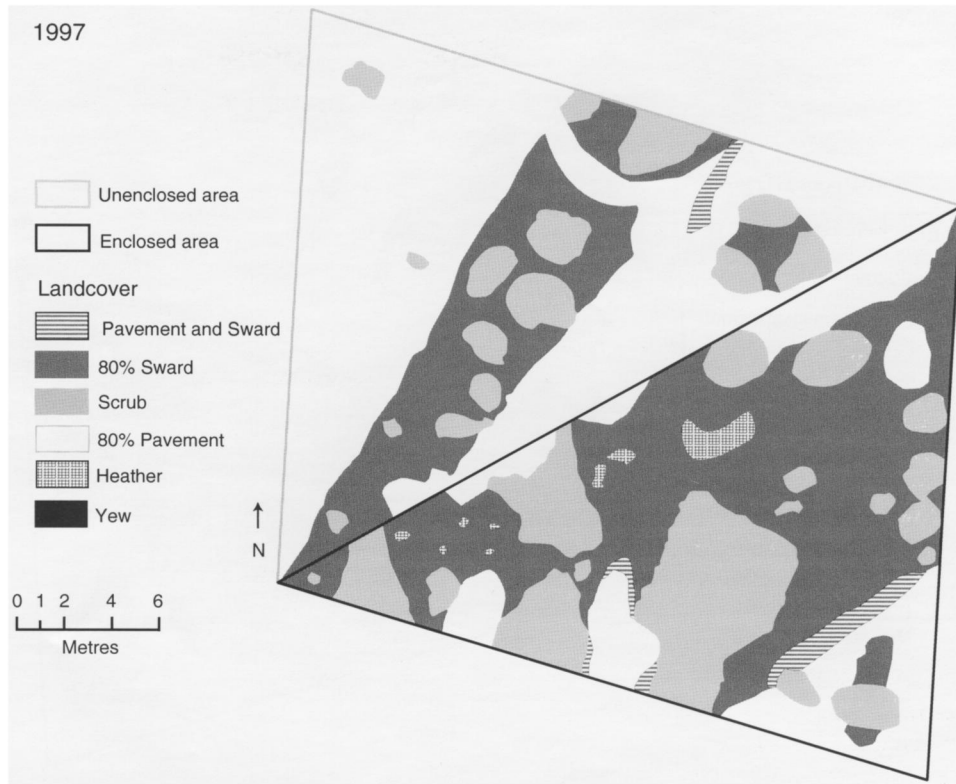 1997
Unenclosed area
Enclosed area
Landcover
Pavement and Sward
80% Sward
Scrub
80% Pavement
Heather
Yew
N
0 1 2 4 6
Metres